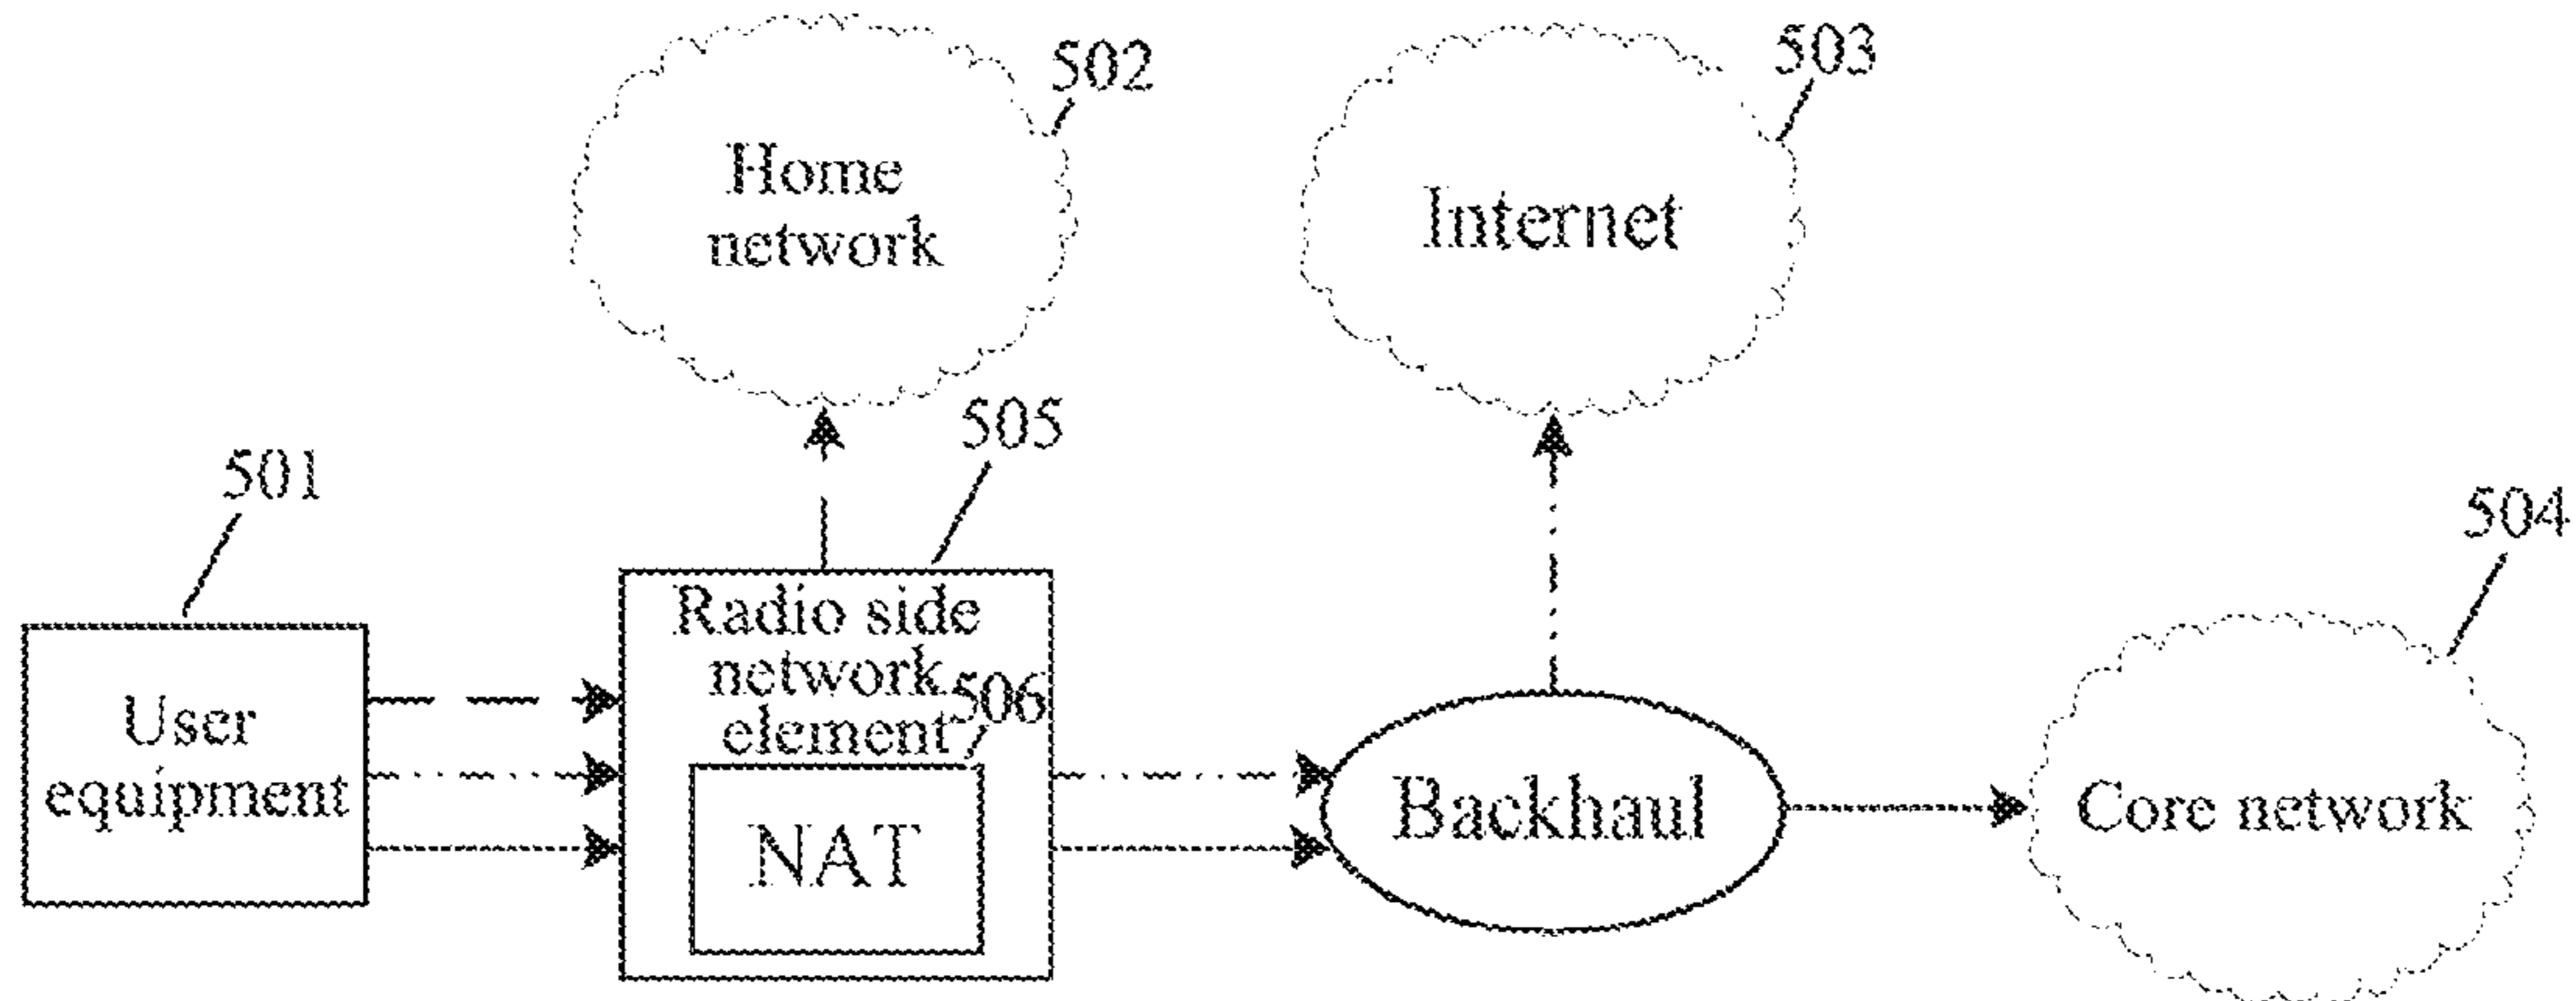 502
503
Home
network
Internet
501
505
504
Radio side
network
element
506
User
equipment
NAT
Backhaul
Core network